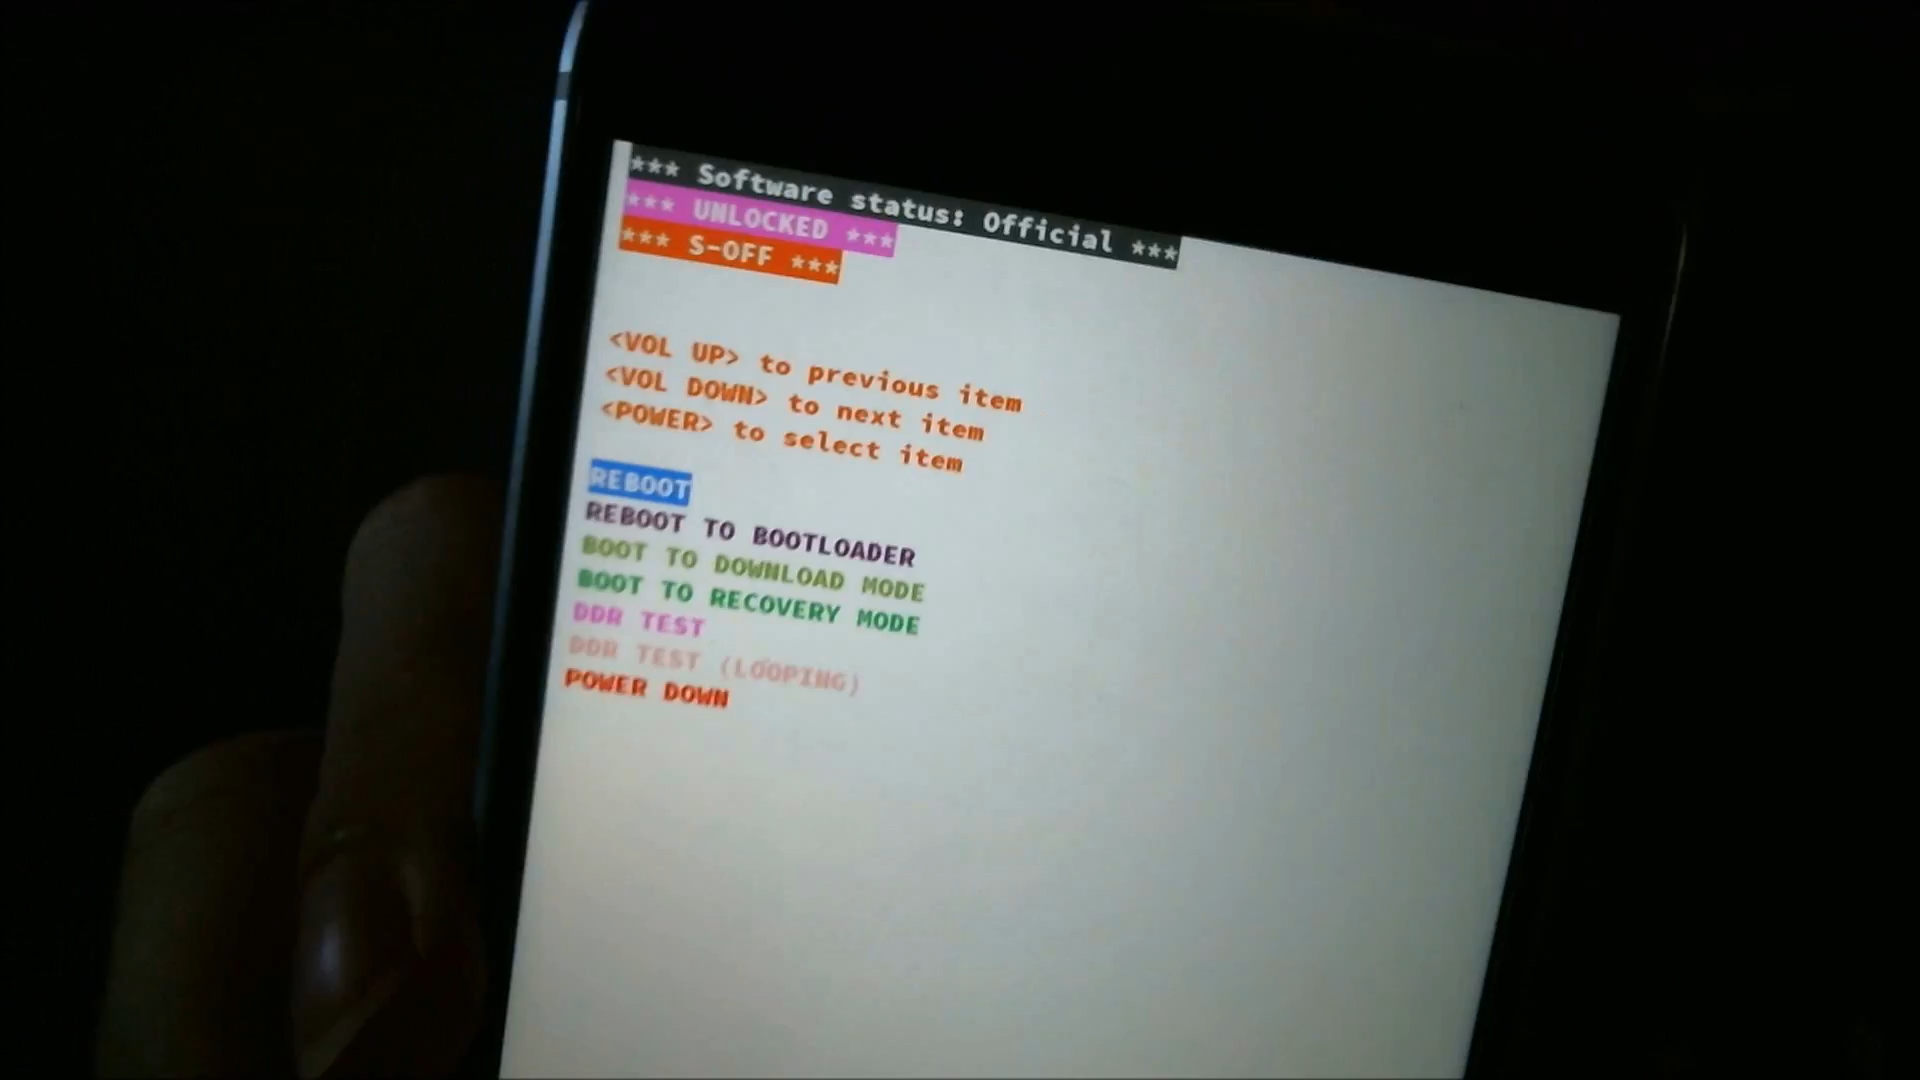 *** Software status: Official ***
*** UNLOCKED ***
*** S-OFF ***
<VOL UP> to previous item
<VOL DOWN> to next item
<POWER> to select item
REBOOT
REBOOT TO BOOTLOADER
BOOT TO DOWNLOAD MODE
BOOT TO RECOVERY MODE
DDR TEST
DDR TEST (LOOPING)
POWER DOWN